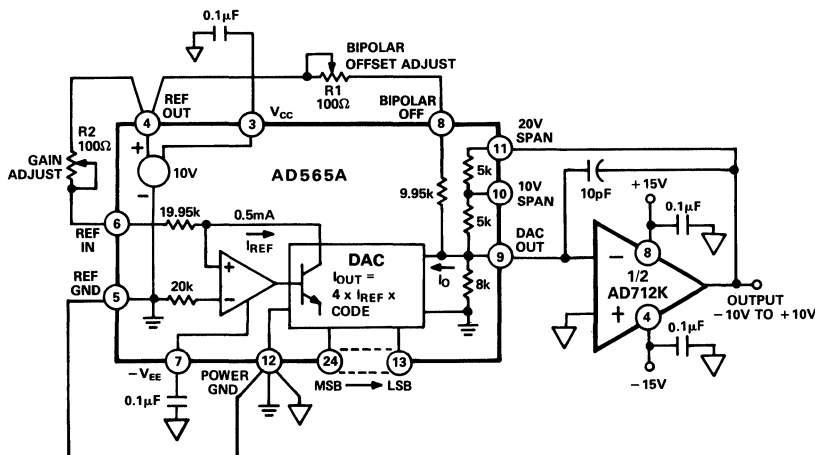 0.1µF
BIPOLAR
OFFSET ADJUST
R1
100Ω
REF
OUT
VCC
BIPOLAR
OFF
20V
SPAN
4
3
8
11
R2
100Ω
GAIN
ADJUST
+
10V
−
AD565A
9.95k
5k
10
10V
SPAN
5k
10pF
+15V
0.1µF
6
REF
IN
19.95k
0.5mA
IREF
DAC
IOUT =
4 x IREF x
CODE
IO
9
DAC
OUT
8k
8
−
1/2
AD712K
+
4
OUTPUT
−10V TO +10V
REF
GND
5
20k
+
−
0.1µF
−15V
−VEE
7
POWER
GND
12
24
13
MSB
LSB
0.1µF